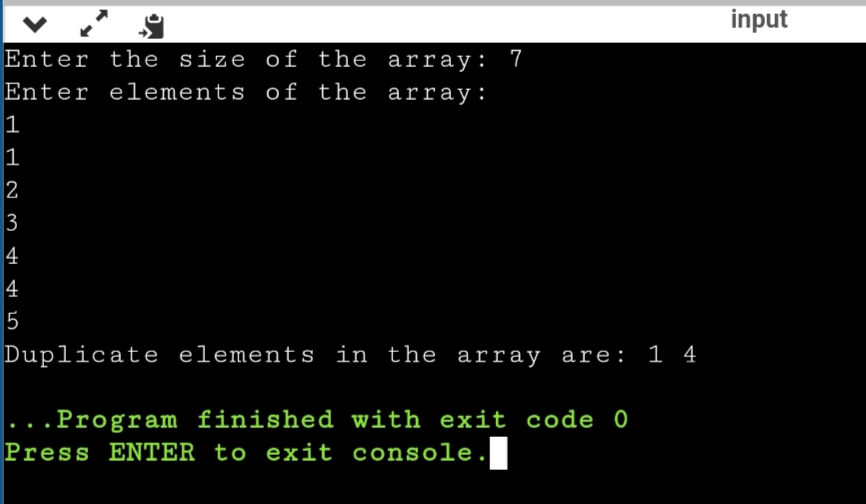 input
Enter the size of the array: 7
Enter elements of the array:
1
1
2
3
4
4
5
Duplicate elements in the array are: 1 4
...Program finished with exit code 0
Press ENTER to exit console.